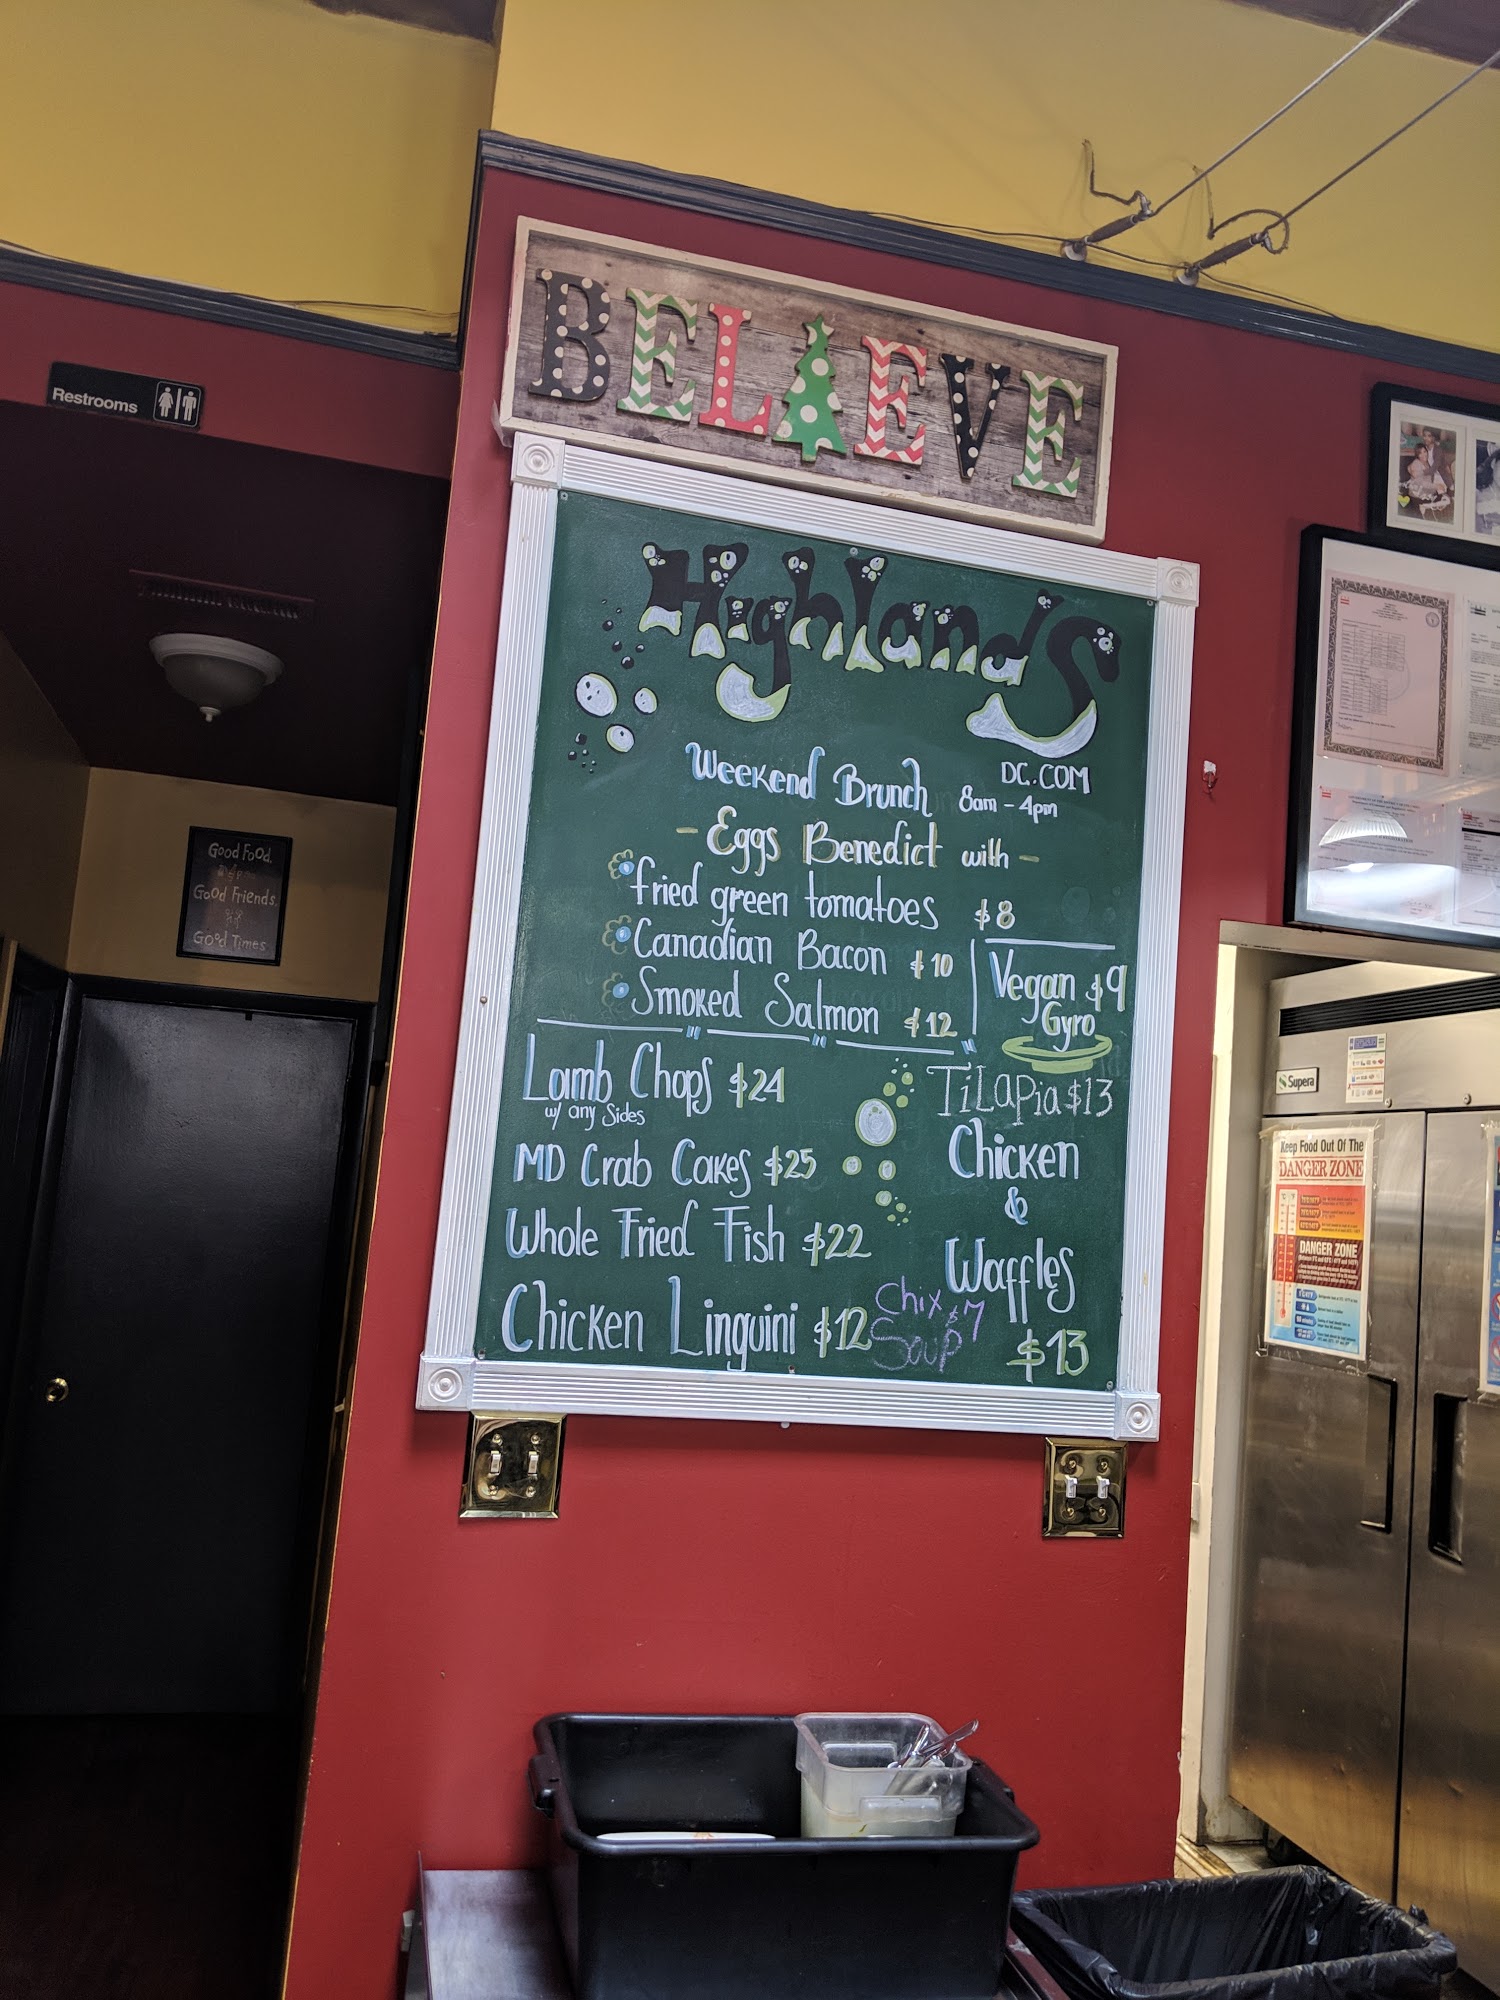 BELEVE
Restrooms
HighlandS
DC.COM
Weekend Brunch 8am - 4pm
- Eggs Benedict with -
fried green tomatoes $8
Canadian Bacon $10
Smoked Salmon $12
Vegan $9
Gyro
Lamb Chops $24
w/ any Sides
TiLAPia $13
MD Crab Cakes $25
Chicken
&
Waffles
$13
Whole Fried Fish $22
Chicken Linguini $12
Chix $7
Soup
Good Food.
Good Friends.
Good Times
Supera
Keep Food Out Of The
DANGER ZONE
DANGER ZONE